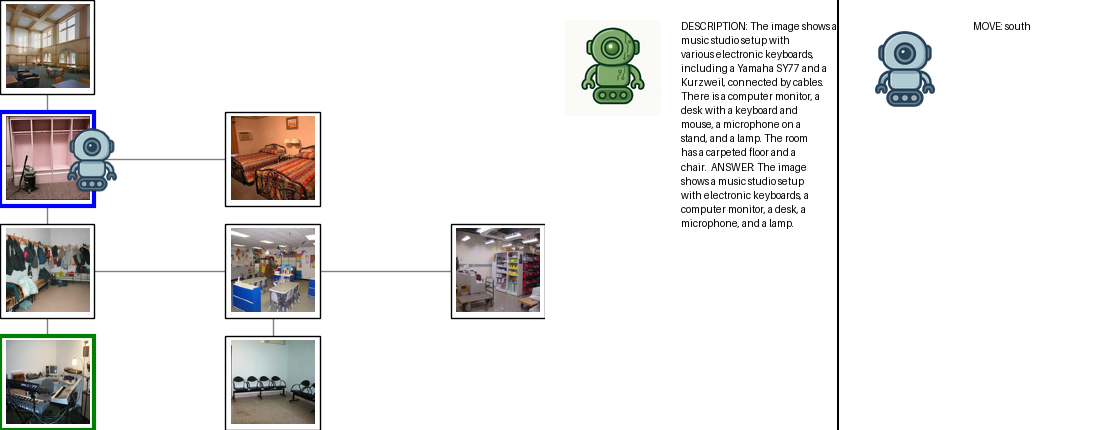 DESCRIPTION: The image shows a
music studio setup with
various electronic keyboards,
including a Yamaha SY77 and a
Kurzweil, connected by cables.
There is a computer monitor, a
desk with a keyboard and
mouse, a microphone on a
stand, and a lamp. The room
has a carpeted floor and a
chair. ANSWER: The image
shows a music studio setup
with electronic keyboards, a
computer monitor, a desk, a
microphone, and a lamp.
MOVE: south